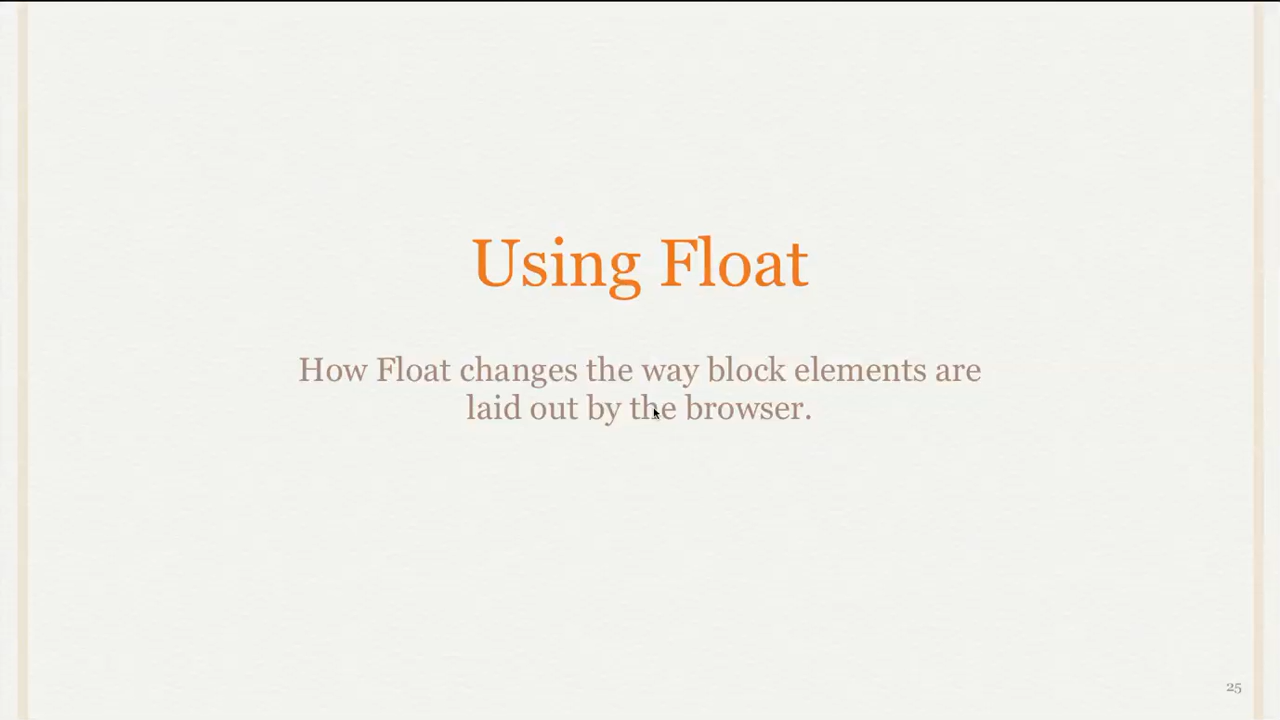 Using Float
How Float changes the way block elements are
laid out by the browser.
25